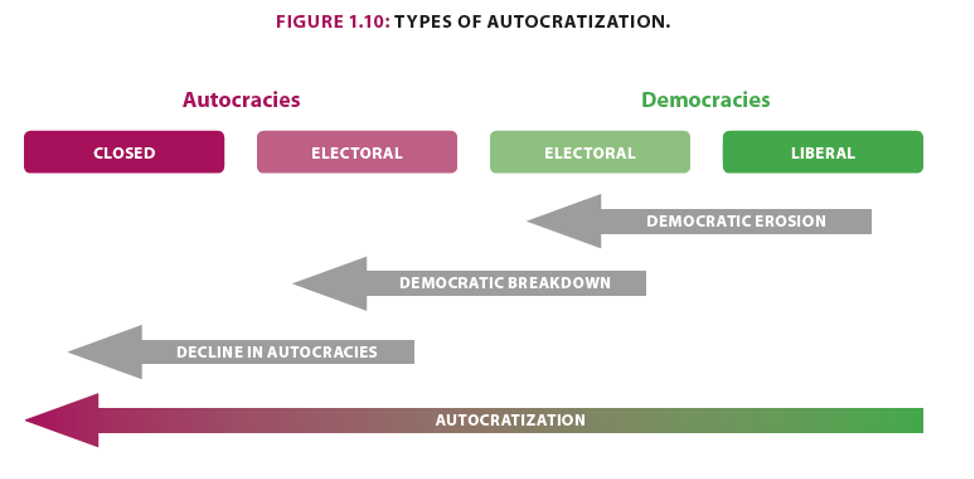 FIGURE 1.10: TYPES OF AUTOCRATIZATION.
Autocracies Democracies
CLOSED ELECTORAL ELECTORAL LIBERAL
DEMOCRATIC EROSION
DEMOCRATIC BREAKDOWN
DECLINE IN AUTOCRACIES
AUTOCRATIZATION